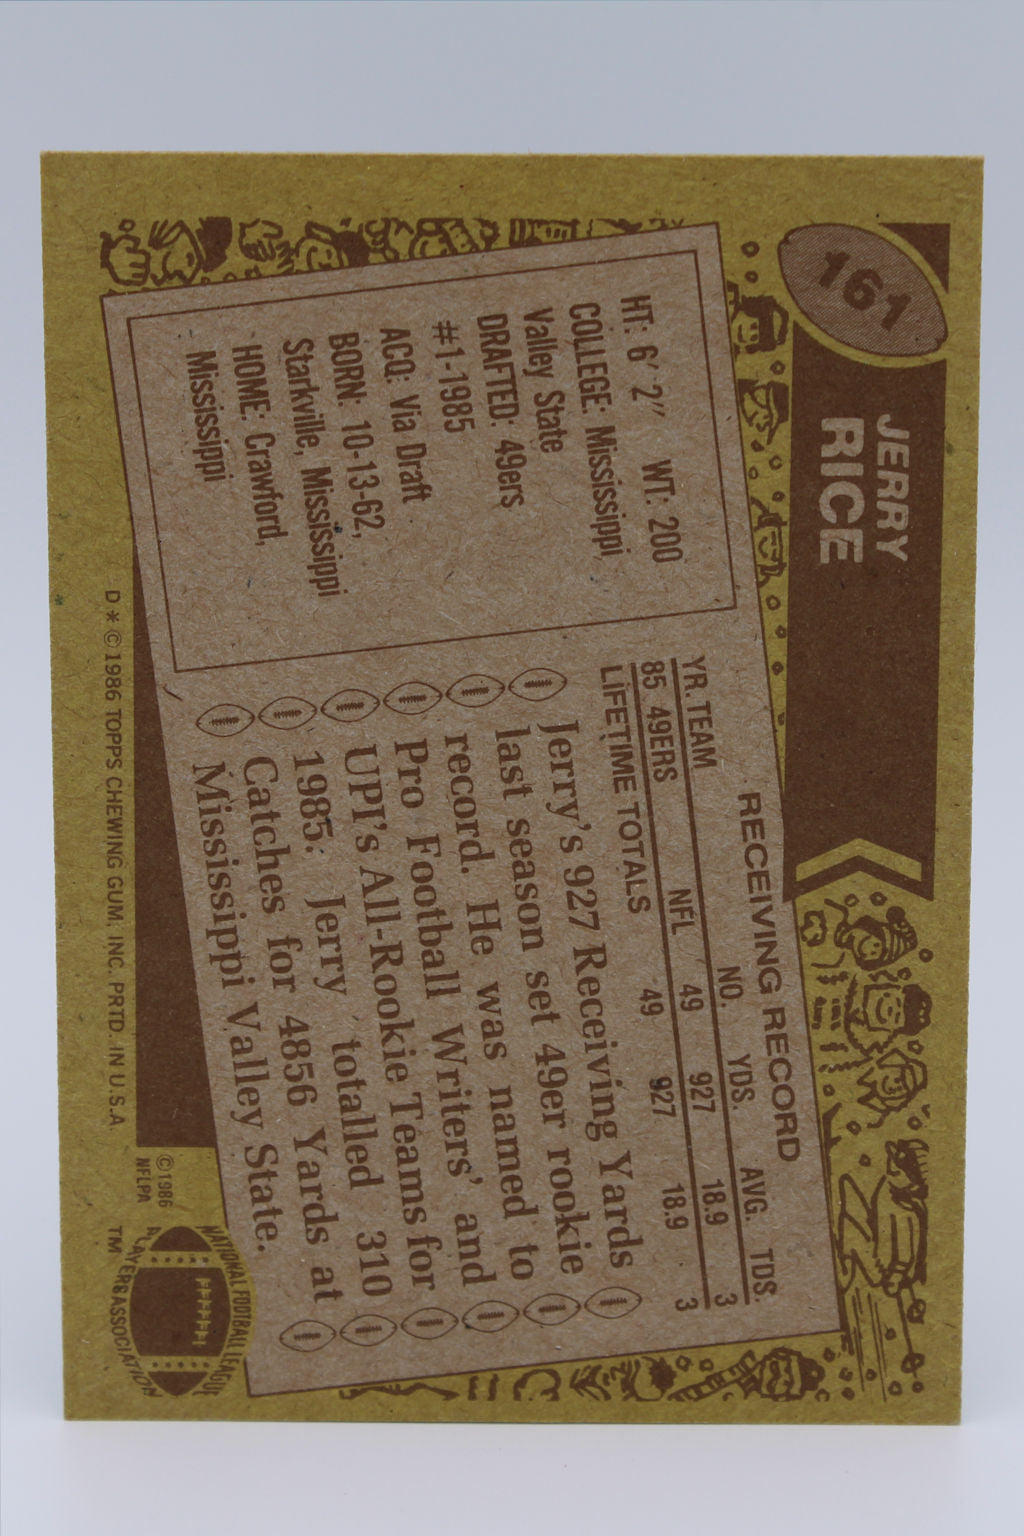 161
JERRY
RICE
HT: 6' 2" WT: 200
COLLEGE: Mississippi
Valley State
DRAFTED: 49ers
#1-1985
ACQ: Via Draft
BORN: 10-13-62,
Starkville, Mississippi
HOME: Crawford,
Mississippi
RECEIVING RECORD
YR. TEAM NO. YDS. AVG. TDS.
85 49ERS NFL 49 927 18.9 3
LIFETIME TOTALS 49 927 18.9 3
Jerry's 927 Receiving Yards
last season set 49er rookie
record. He was named to
Pro Football Writers' and
UPI's All-Rookie Teams for
1985. Jerry totalled 310
Catches for 4856 Yards at
Mississippi Valley State.
D * © 1986 TOPPS CHEWING GUM, INC. PRTD. IN U.S.A
© 1986
NFLPA
NATIONAL FOOTBALL LEAGUE
PLAYERS ASSOCIATION
TM